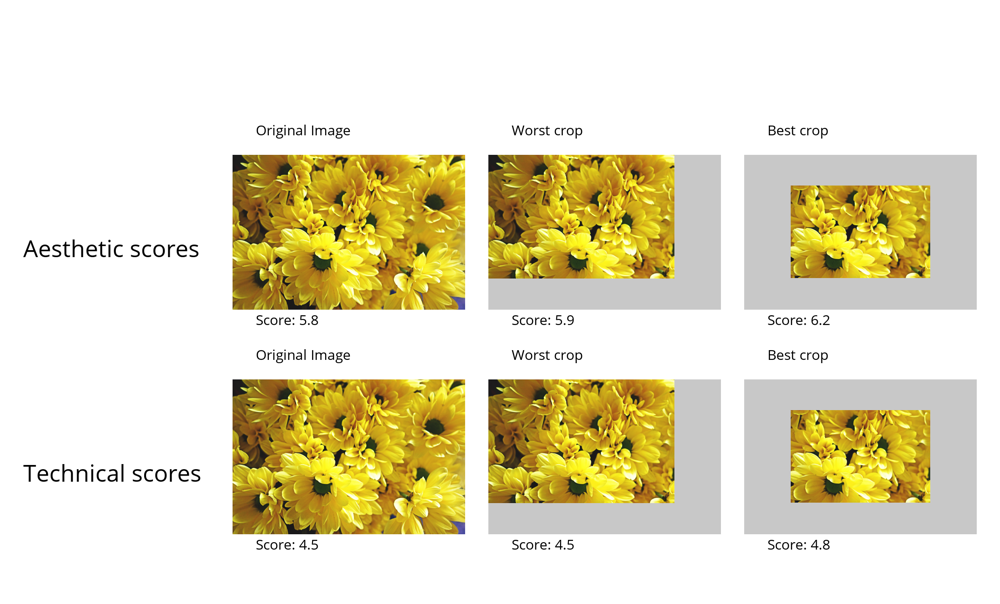 Original Image
Worst crop
Best crop
Aesthetic scores
Score: 5.8
Score: 5.9
Score: 6.2
Original Image
Worst crop
Best crop
Technical scores
Score: 4.5
Score: 4.5
Score: 4.8